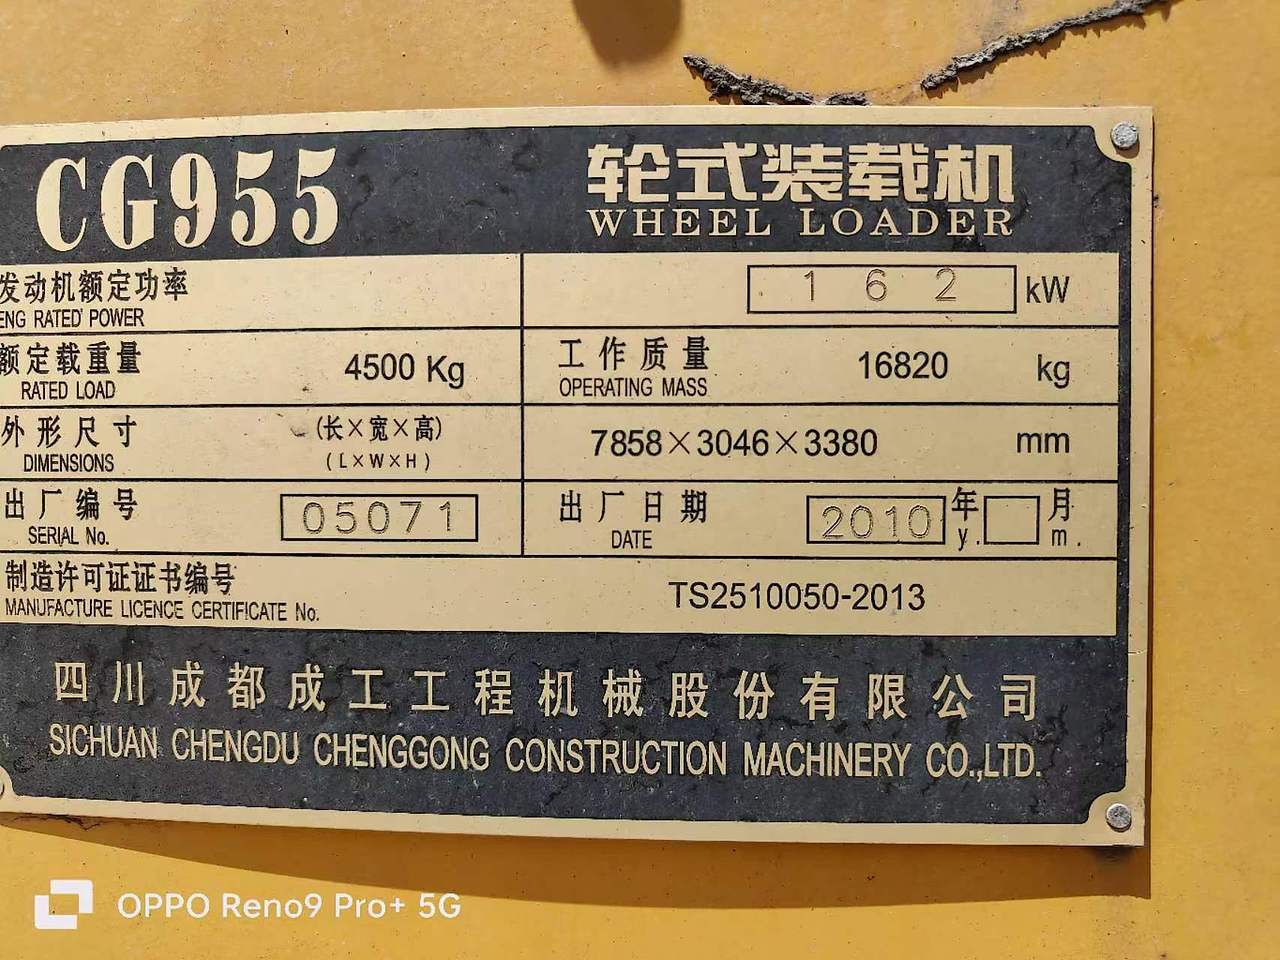 CG955
轮式装载机
WHEEL LOADER
发动机额定功率
1 6 2 kW
ENG RATED POWER
额定载重量 4500 Kg
RATED LOAD
工作质量 16820 kg
OPERATING MASS
外形尺寸 (长×宽×高) 7858×3046×3380 mm
DIMENSIONS (L×W×H)
出厂编号 05071
SERIAL No.
出厂日期 2010 年 月
DATE y. m.
制造许可证证书编号
MANUFACTURE LICENCE CERTIFICATE No.
TS2510050-2013
四川成都成工工程机械股份有限公司
SICHUAN CHENGDU CHENGGONG CONSTRUCTION MACHINERY CO.,LTD.
OPPO Reno9 Pro+ 5G